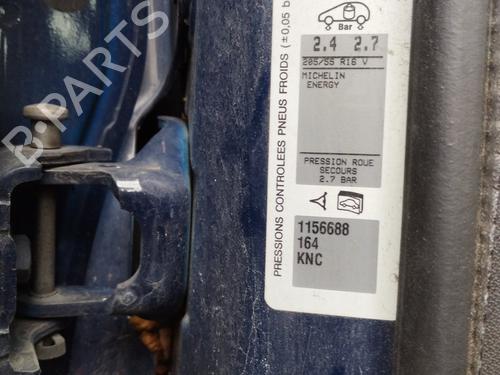 Bar
2.4 2.7
205/55 R16 V
MICHELIN
ENERGY
PRESSION ROUE
SECOURS
2.7 BAR
1156688
164
KNC
PRESSIONS CONTROLEES PNEUS FROIDS (±0,05 b
B-PARTS